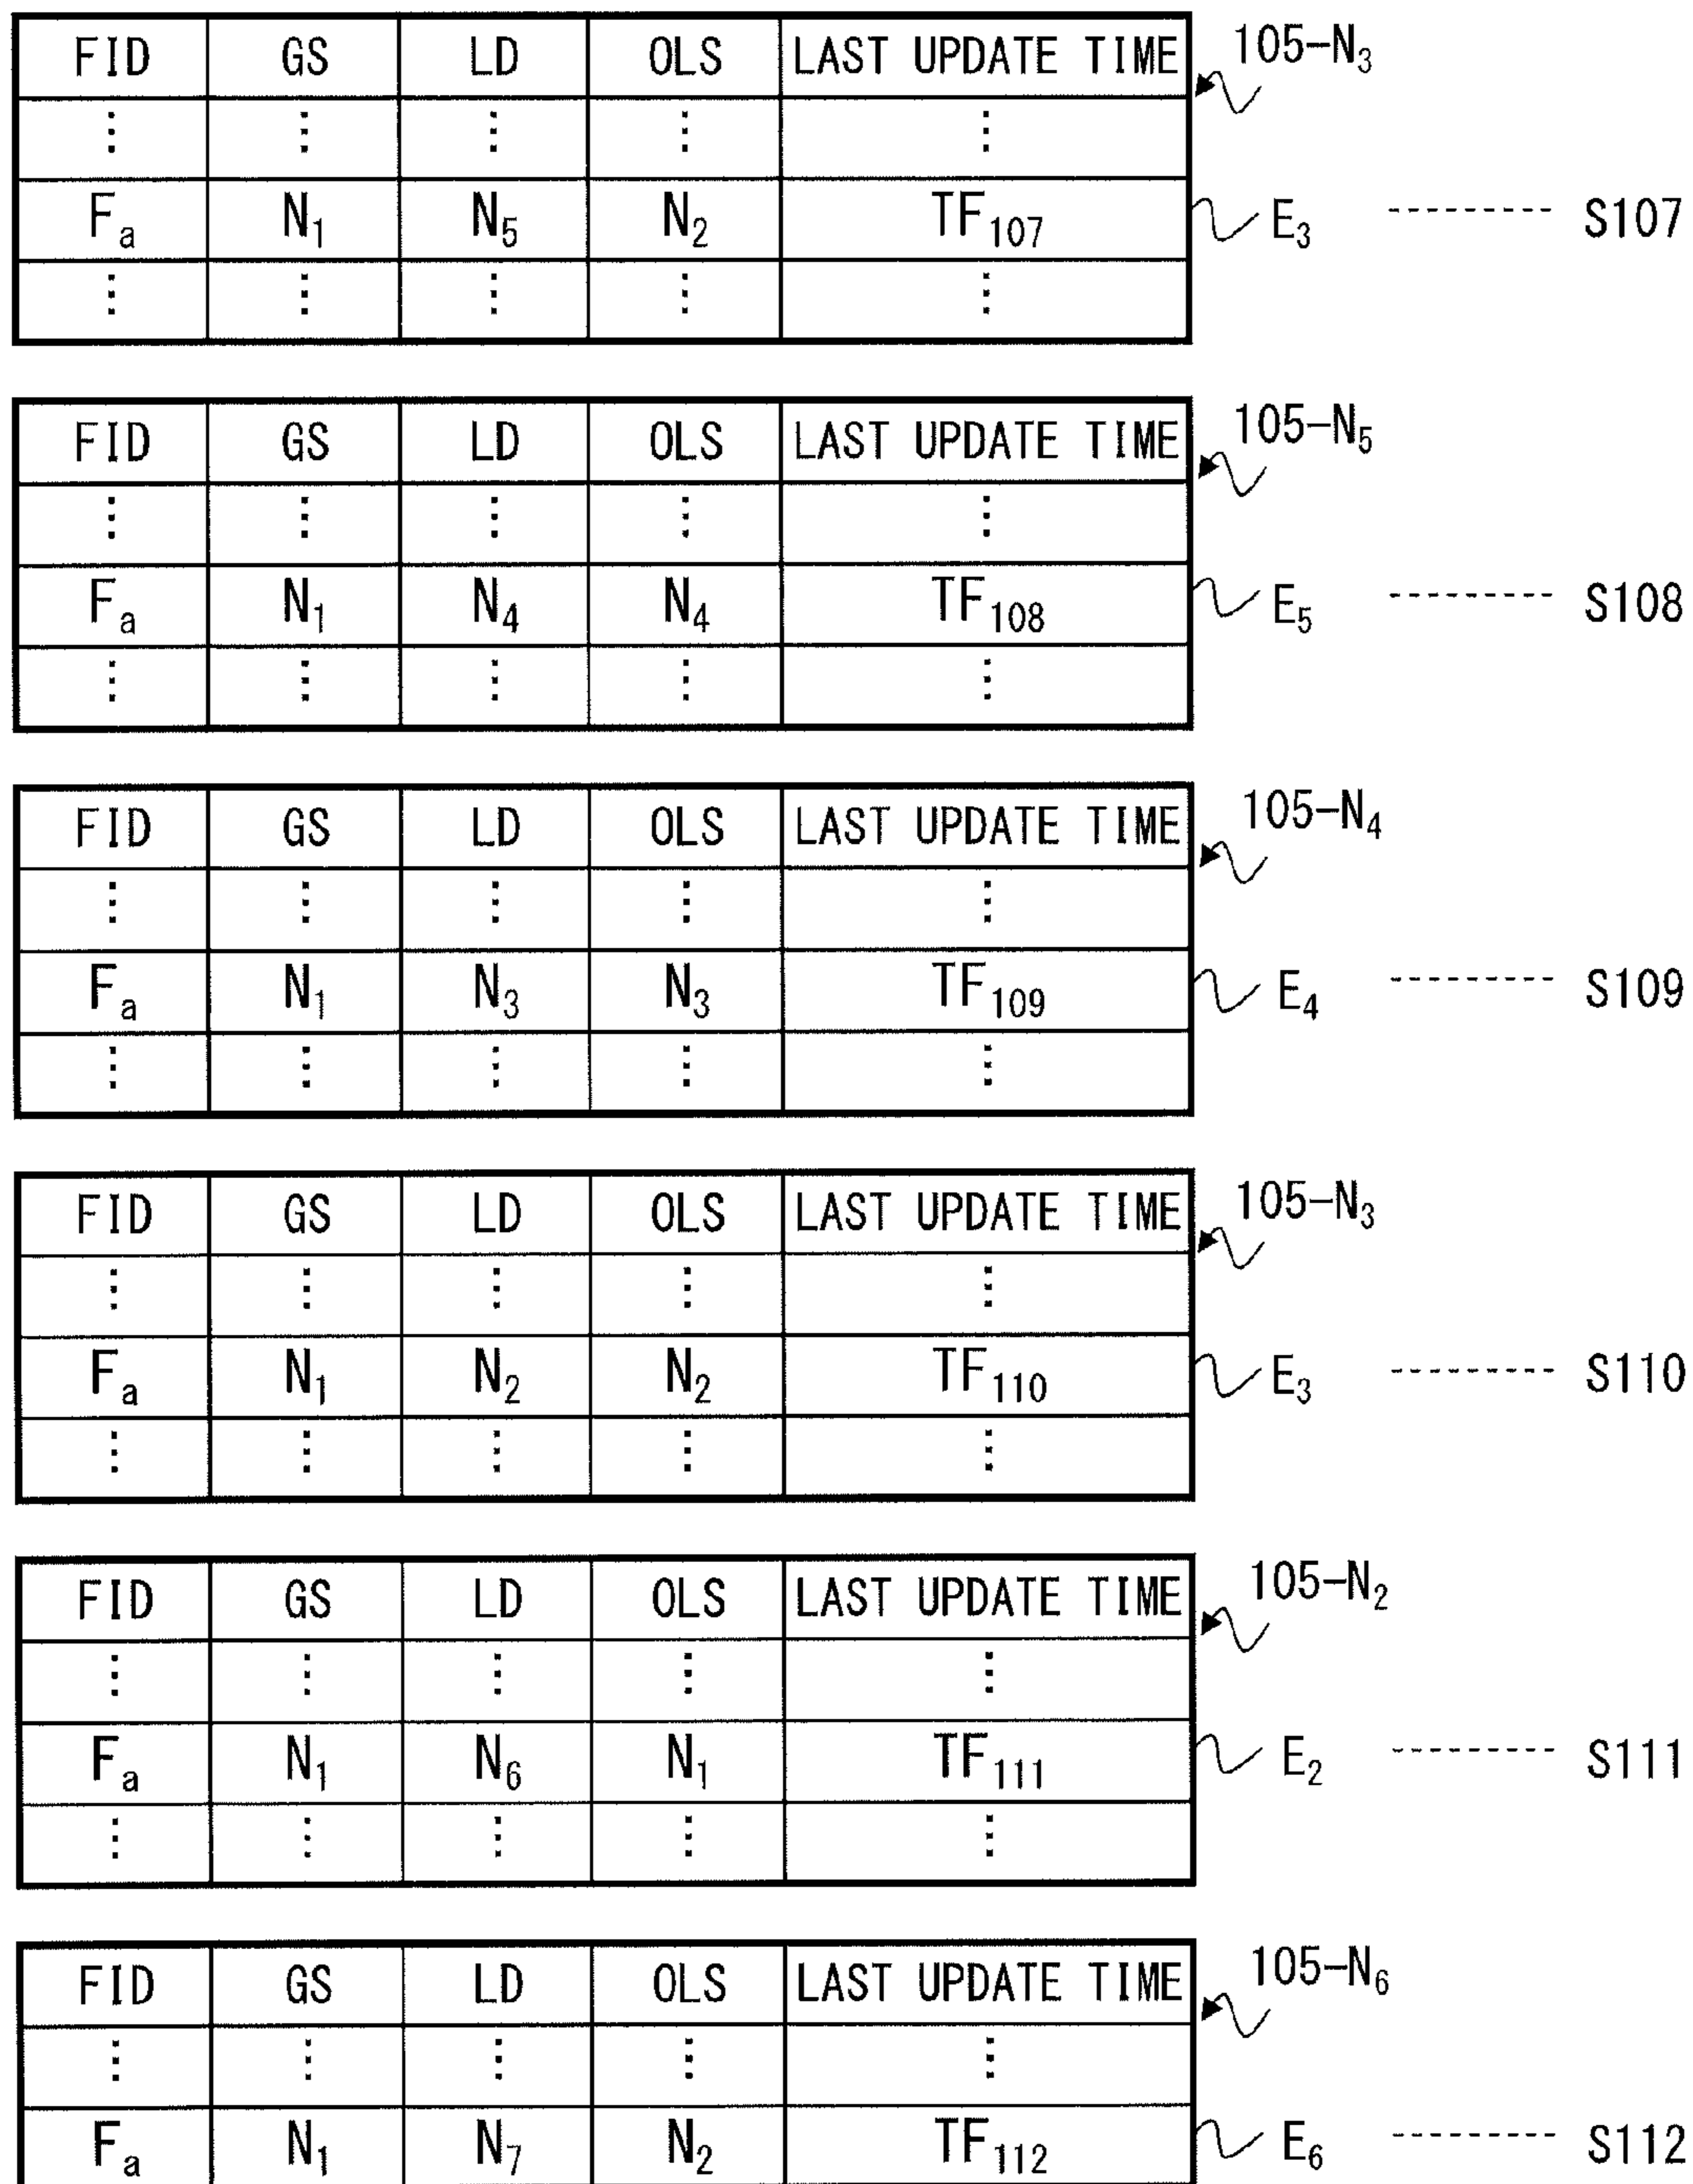 FID GS LD OLS LAST UPDATE TIME 105-N₃
⋮ ⋮ ⋮ ⋮ ⋮
Fₐ N₁ N₅ N₂ TF₁₀₇ E₃ -------- S107
⋮ ⋮ ⋮ ⋮ ⋮
FID GS LD OLS LAST UPDATE TIME 105-N₅
⋮ ⋮ ⋮ ⋮ ⋮
Fₐ N₁ N₄ N₄ TF₁₀₈ E₅ -------- S108
⋮ ⋮ ⋮ ⋮ ⋮
FID GS LD OLS LAST UPDATE TIME 105-N₄
⋮ ⋮ ⋮ ⋮ ⋮
Fₐ N₁ N₃ N₃ TF₁₀₉ E₄ -------- S109
⋮ ⋮ ⋮ ⋮ ⋮
FID GS LD OLS LAST UPDATE TIME 105-N₃
⋮ ⋮ ⋮ ⋮ ⋮
Fₐ N₁ N₂ N₂ TF₁₁₀ E₃ -------- S110
⋮ ⋮ ⋮ ⋮ ⋮
FID GS LD OLS LAST UPDATE TIME 105-N₂
⋮ ⋮ ⋮ ⋮ ⋮
Fₐ N₁ N₆ N₁ TF₁₁₁ E₂ -------- S111
⋮ ⋮ ⋮ ⋮ ⋮
FID GS LD OLS LAST UPDATE TIME 105-N₆
⋮ ⋮ ⋮ ⋮ ⋮
Fₐ N₁ N₇ N₂ TF₁₁₂ E₆ -------- S112